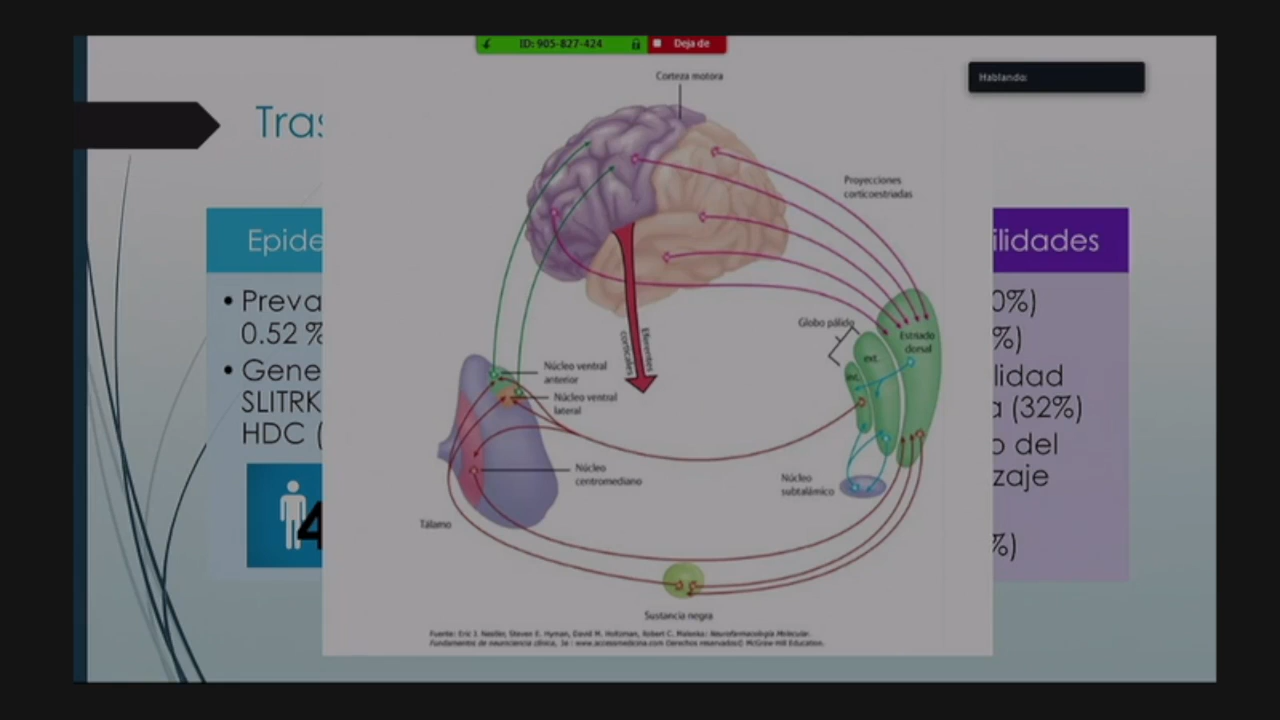 ID: 905-827-424
Deja de
Hablando:
Corteza motora
Tras
Proyecciones
corticoestriadas
Epide
ilidades
• Preva
0.52 %
• Gene
SLITRK
HDC (
4
0%)
%)
lidad
a (32%)
o del
zaje
%)
Globo pálido
Estriado
dorsal
ext.
int.
Eferentes
corticales
Núcleo ventral
anterior
Núcleo ventral
lateral
Núcleo
centromediano
Núcleo
subtalámico
Tálamo
Sustancia negra
Fuente: Eric J. Nestler, Steven E. Hyman, David M. Holtzman, Robert C. Malenka: Neurofarmacología Molecular.
Fundamentos de neurociencia clínica, 3e : www.accessmedicina.com Derechos reservados© McGraw-Hill Education.